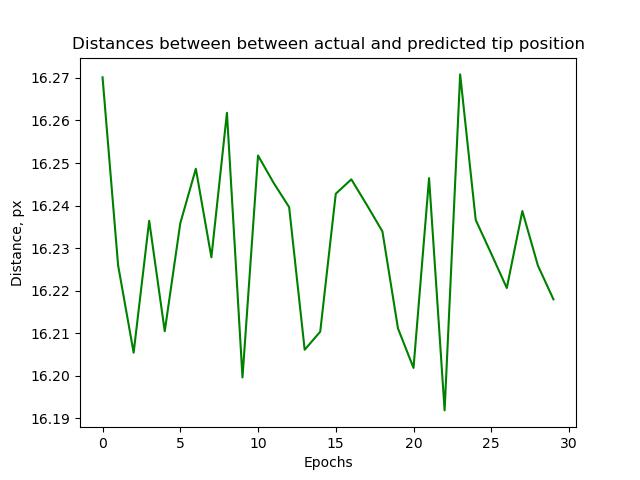 Distances between between actual and predicted tip position
16.27
16.26
16.25
16.24
16.23
16.22
16.21
16.20
16.19
Distance, px
0 5 10 15 20 25 30
Epochs